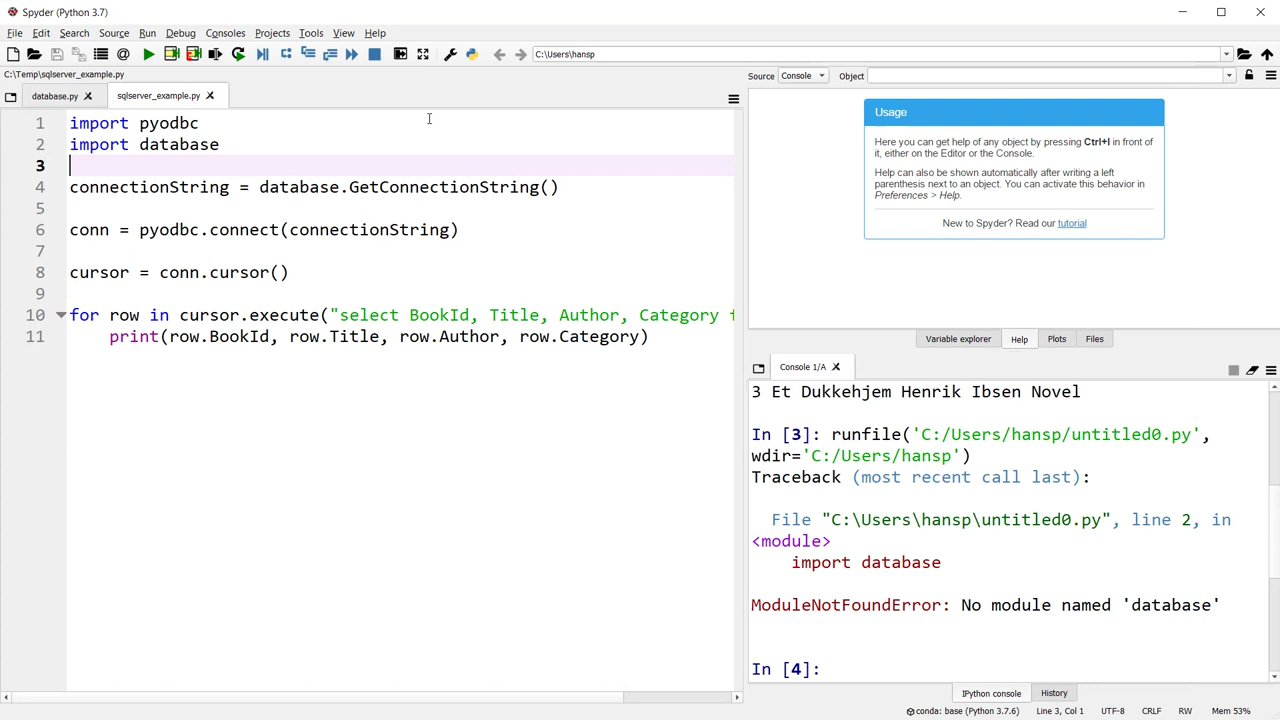 Spyder (Python 3.7)
File Edit Search Source Run Debug Consoles Projects Tools View Help
C:\Users\hansp
C:\Temp\sqlserver_example.py
database.py
sqlserver_example.py
1 import pyodbc
2 import database
3
4 connectionString = database.GetConnectionString()
5
6 conn = pyodbc.connect(connectionString)
7
8 cursor = conn.cursor()
9
10 for row in cursor.execute("select BookId, Title, Author, Category f
11 print(row.BookId, row.Title, row.Author, row.Category)
Source Console Object
Usage
Here you can get help of any object by pressing Ctrl+I in front of
it, either on the Editor or the Console.
Help can also be shown automatically after writing a left
parenthesis next to an object. You can activate this behavior in
Preferences > Help.
New to Spyder? Read our tutorial
Variable explorer Help Plots Files
Console 1/A
3 Et Dukkehjem Henrik Ibsen Novel
In [3]: runfile('C:/Users/hansp/untitled0.py',
wdir='C:/Users/hansp')
Traceback (most recent call last):
File "C:\Users\hansp\untitled0.py", line 2, in
<module>
import database
ModuleNotFoundError: No module named 'database'
In [4]:
IPython console History
conda: base (Python 3.7.6) Line 3, Col 1 UTF-8 CRLF RW Mem 53%